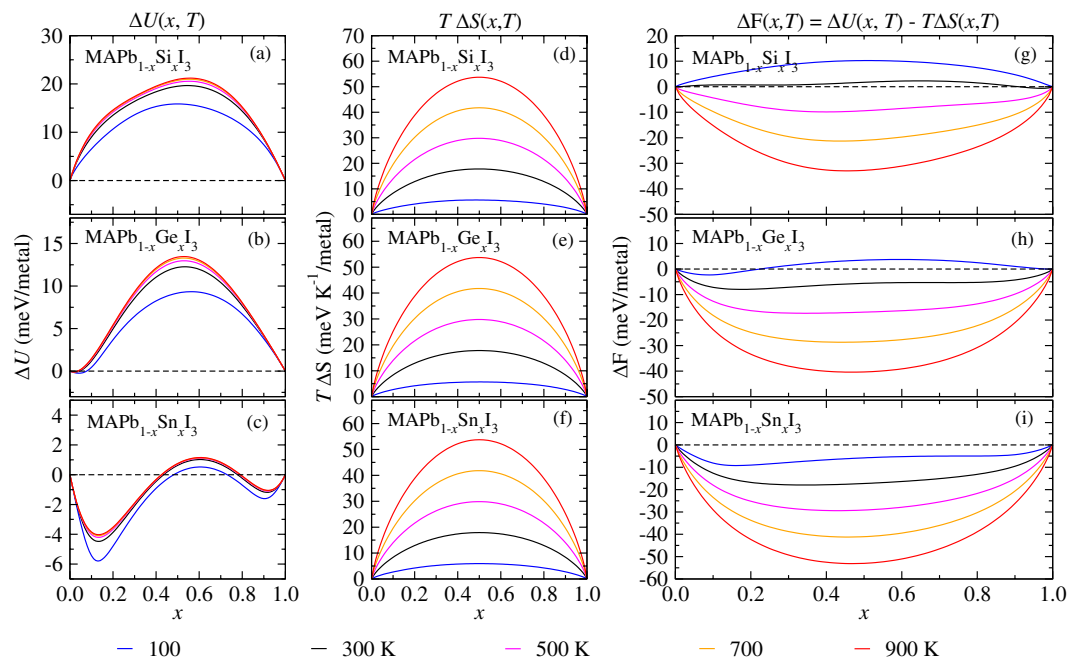 ΔU(x, T)
T ΔS(x,T)
ΔF(x,T) = ΔU(x, T) - TΔS(x,T)
30
20
10
0
ΔU (meV/metal)
MAPb₁₋ₓSiₓI₃
(a)
15
10
5
0
MAPb₁₋ₓGeₓI₃
(b)
4
2
0
-2
-4
-6
MAPb₁₋ₓSnₓI₃
(c)
0.0 0.2 0.4 0.6 0.8 1.0
x
70
60
50
40
30
20
10
0
T ΔS (meV K⁻¹/metal)
MAPb₁₋ₓSiₓI₃
(d)
60
50
40
30
20
10
0
MAPb₁₋ₓGeₓI₃
(e)
60
50
40
30
20
10
0
MAPb₁₋ₓSnₓI₃
(f)
0.0 0.2 0.4 0.6 0.8 1.0
x
20
10
0
-10
-20
-30
-40
-50
ΔF (meV/metal)
MAPb₁₋ₓSiₓI₃
(g)
10
0
-10
-20
-30
-40
-50
MAPb₁₋ₓGeₓI₃
(h)
10
0
-10
-20
-30
-40
-50
-60
MAPb₁₋ₓSnₓI₃
(i)
0.0 0.2 0.4 0.6 0.8 1.0
x
100 300 K 500 K 700 900 K